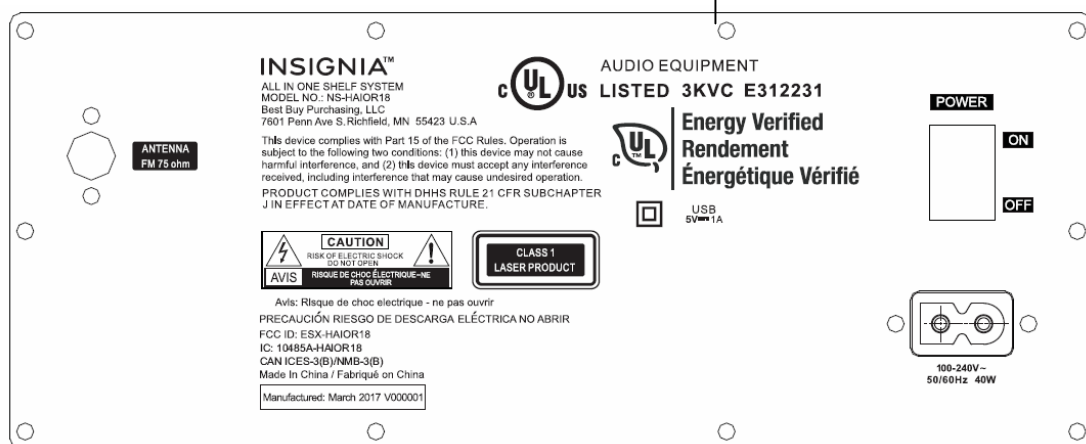 INSIGNIA™
ALL IN ONE SHELF SYSTEM
MODEL NO.: NS-HAIOR18
Best Buy Purchasing, LLC
7601 Penn Ave S.Richfield, MN 55423 U.S.A
This device complies with Part 15 of the FCC Rules. Operation is
subject to the following two conditions: (1) this device may not cause
harmful interference, and (2) this device must accept any interference
received, including interference that may cause undesired operation.
PRODUCT COMPLIES WITH DHHS RULE 21 CFR SUBCHAPTER
J IN EFFECT AT DATE OF MANUFACTURE.
C UL ® US
AUDIO EQUIPMENT
LISTED 3KVC E312231
C UL ™
Energy Verified
Rendement
Énergétique Vérifié
USB
5V⎓1A
POWER
ON
OFF
ANTENNA
FM 75 ohm
CAUTION
RISK OF ELECTRIC SHOCK
DO NOT OPEN
AVIS
RISQUE DE CHOC ÉLECTRIQUE-NE
PAS OUVRIR
CLASS 1
LASER PRODUCT
Avis: Risque de choc electrique - ne pas ouvrir
PRECAUCIÓN RIESGO DE DESCARGA ELÉCTRICA NO ABRIR
FCC ID: ESX-HAIOR18
IC: 10485A-HAIOR18
CAN ICES-3(B)/NMB-3(B)
Made In China / Fabriqué on China
Manufactured: March 2017 V000001
100-240V~
50/60Hz 40W